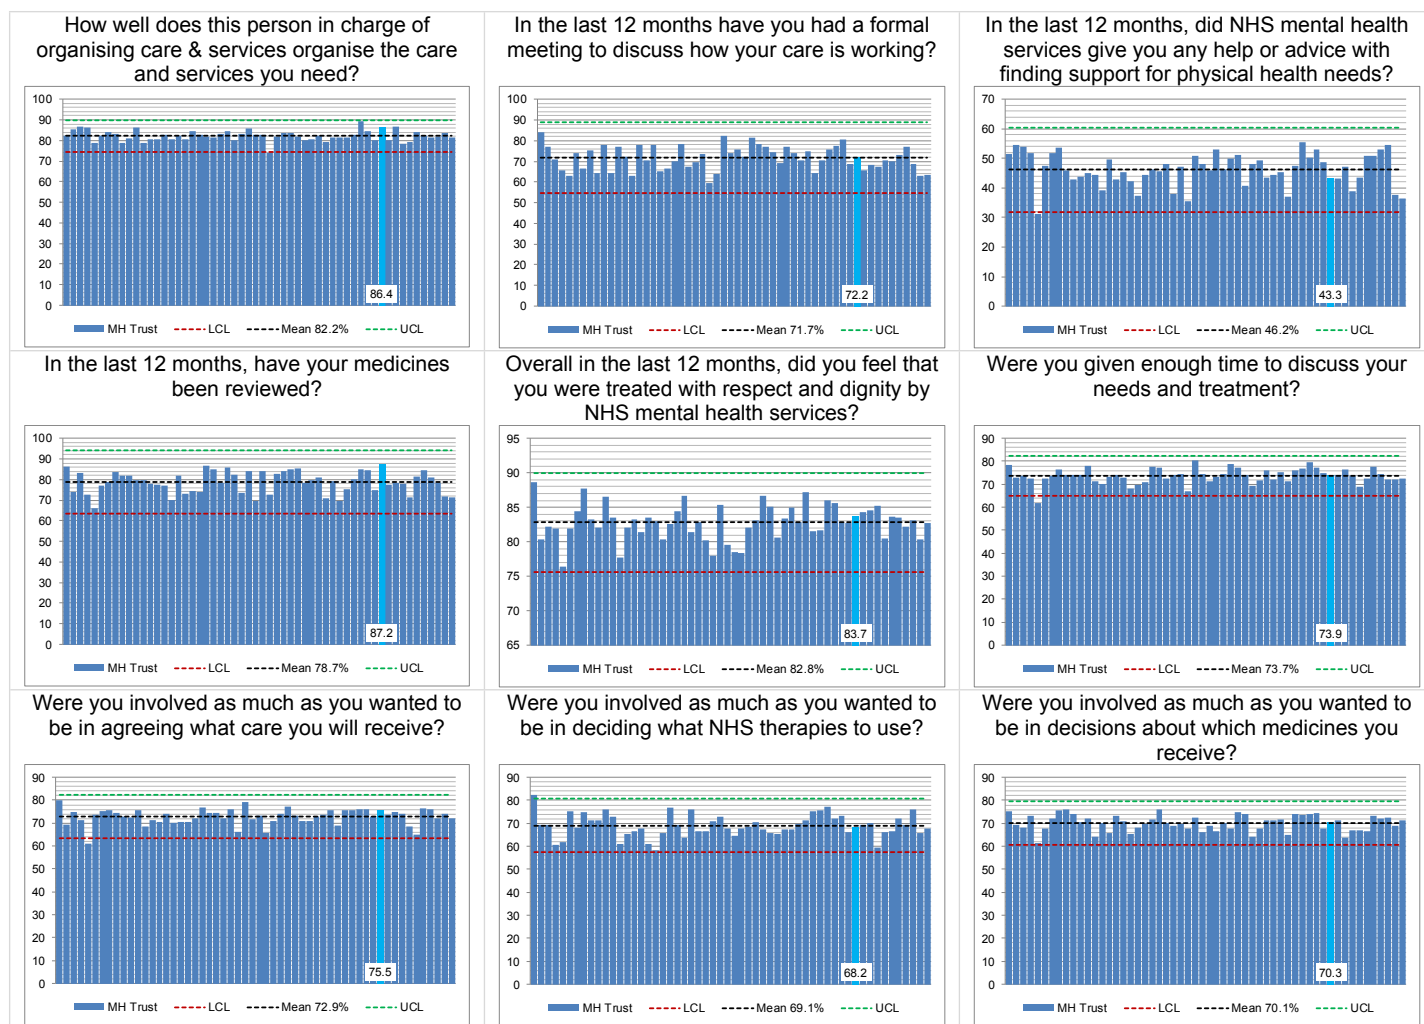 How well does this person in charge of
organising care & services organise the care
and services you need?
100
90
80
70
60
50
40
30
20
10
0
86.4
MH Trust
LCL
Mean 82.2%
UCL
In the last 12 months have you had a formal
meeting to discuss how your care is working?
100
90
80
70
60
50
40
30
20
10
0
72.2
MH Trust
LCL
Mean 71.7%
UCL
In the last 12 months, did NHS mental health
services give you any help or advice with
finding support for physical health needs?
70
60
50
40
30
20
10
0
43.3
MH Trust
LCL
Mean 46.2%
UCL
In the last 12 months, have your medicines
been reviewed?
100
90
80
70
60
50
40
30
20
10
0
87.2
MH Trust
LCL
Mean 78.7%
UCL
Overall in the last 12 months, did you feel that
you were treated with respect and dignity by
NHS mental health services?
95
90
85
80
75
70
65
83.7
MH Trust
LCL
Mean 82.8%
UCL
Were you given enough time to discuss your
needs and treatment?
90
80
70
60
50
40
30
20
10
0
73.9
MH Trust
LCL
Mean 73.7%
UCL
Were you involved as much as you wanted to
be in agreeing what care you will receive?
90
80
70
60
50
40
30
20
10
0
75.5
MH Trust
LCL
Mean 72.9%
UCL
Were you involved as much as you wanted to
be in deciding what NHS therapies to use?
90
80
70
60
50
40
30
20
10
0
68.2
MH Trust
LCL
Mean 69.1%
UCL
Were you involved as much as you wanted to
be in decisions about which medicines you
receive?
90
80
70
60
50
40
30
20
10
0
70.3
MH Trust
LCL
Mean 70.1%
UCL